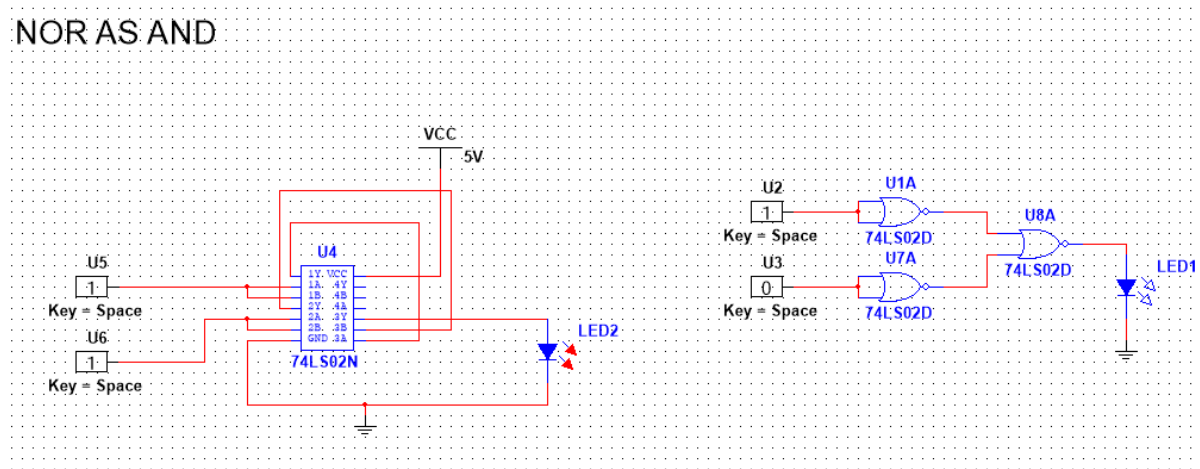 NOR AS AND
VCC
5V
U5
1
Key = Space
U6
1
Key = Space
U4
1Y VCC
1A 4Y
1B 4B
2Y 4A
2A 3Y
2B 3B
GND 3A
74LS02N
LED2
U2
1
Key = Space
U3
0
Key = Space
U1A
74LS02D
U7A
74LS02D
U8A
74LS02D
LED1